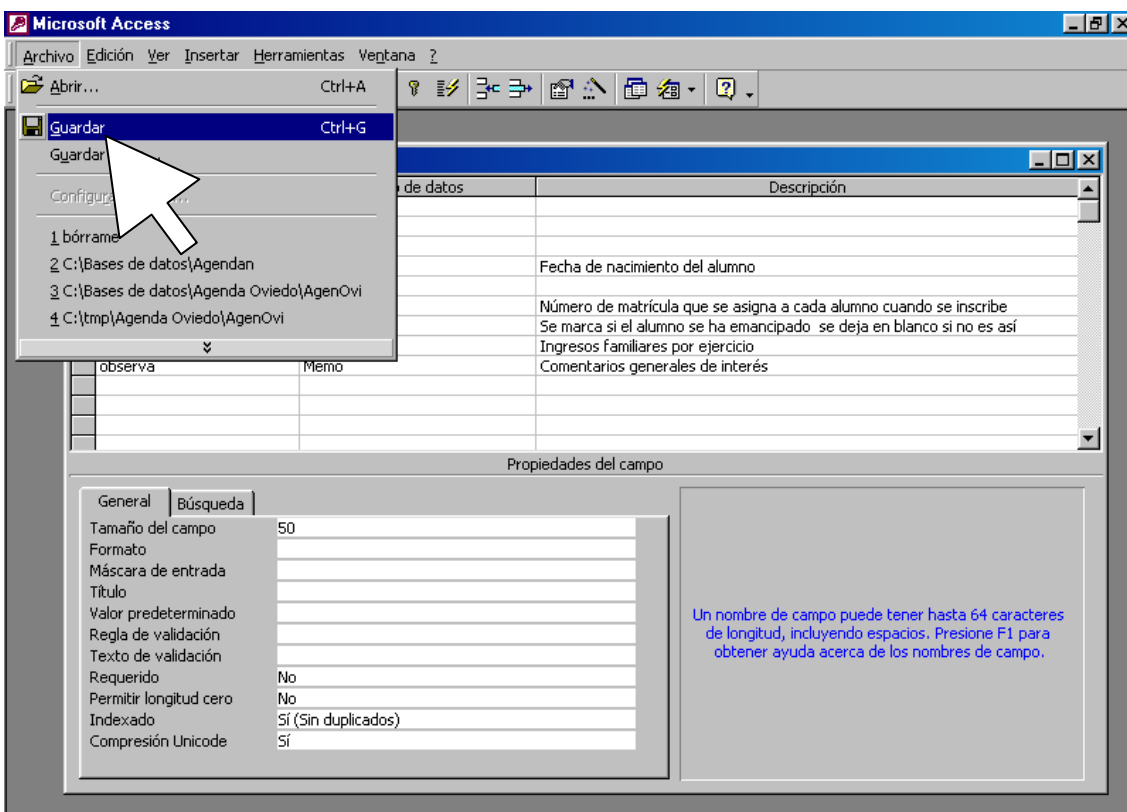 Microsoft Access
Archivo Edición Ver Insertar Herramientas Ventana ?
Abrir... Ctrl+A
Guardar Ctrl+G
Guardar
1 bórrame
2 C:\Bases de datos\Agendan
3 C:\Bases de datos\Agenda Oviedo\AgenOvi
4 C:\tmp\Agenda Oviedo\AgenOvi
de datos Descripción
Fecha de nacimiento del alumno
Número de matrícula que se asigna a cada alumno cuando se inscribe
Se marca si el alumno se ha emancipado se deja en blanco si no es así
Ingresos familiares por ejercicio
observa Memo Comentarios generales de interés
Propiedades del campo
General Búsqueda
Tamaño del campo 50
Formato
Máscara de entrada
Título
Valor predeterminado
Regla de validación
Texto de validación
Requerido No
Permitir longitud cero No
Indexado Sí (Sin duplicados)
Compresión Unicode Sí
Un nombre de campo puede tener hasta 64 caracteres
de longitud, incluyendo espacios. Presione F1 para
obtener ayuda acerca de los nombres de campo.